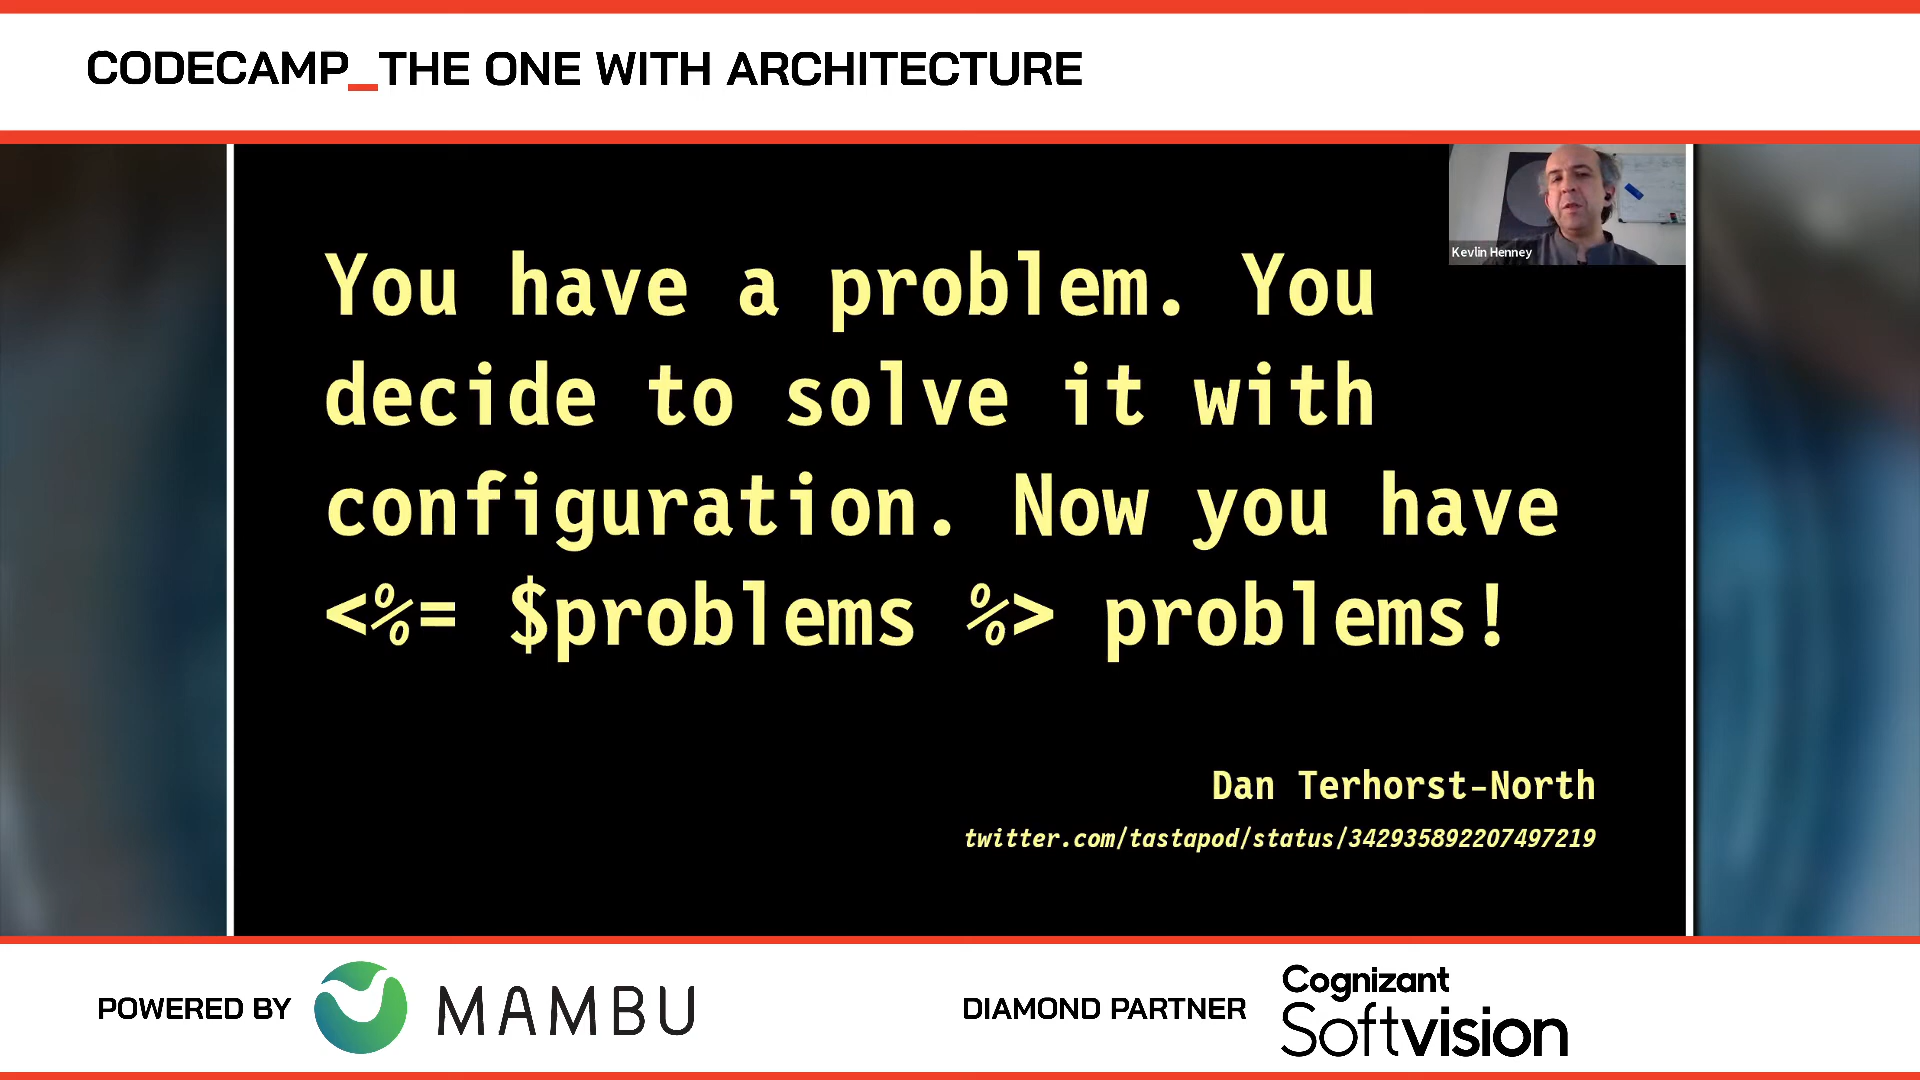 CODECAMP_THE ONE WITH ARCHITECTURE
Kevlin Henney
You have a problem. You
decide to solve it with
configuration. Now you have
<%= $problems %> problems!
Dan Terhorst-North
twitter.com/tastapod/status/342935892207497219
POWERED BY
MAMBU
DIAMOND PARTNER
Cognizant
Softvision